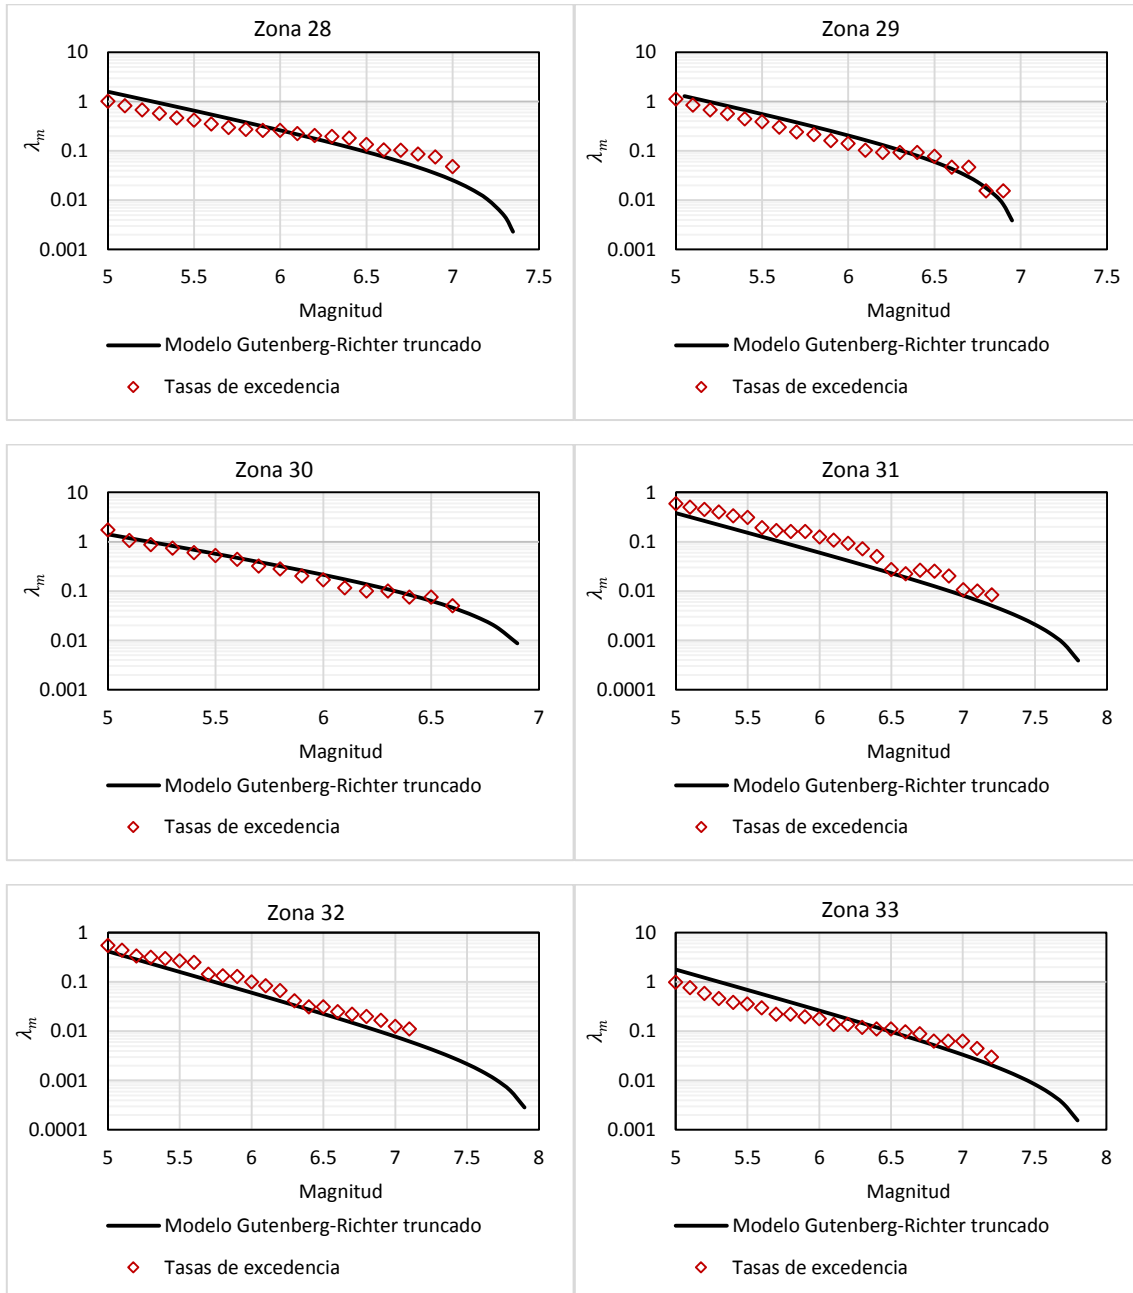 Zona 28
10
1
0.1
0.01
0.001
λm
5
5.5
6
6.5
7
7.5
Magnitud
Modelo Gutenberg-Richter truncado
Tasas de excedencia
Zona 29
10
1
0.1
0.01
0.001
λm
5
5.5
6
6.5
7
7.5
Magnitud
Modelo Gutenberg-Richter truncado
Tasas de excedencia
Zona 30
10
1
0.1
0.01
0.001
λm
5
5.5
6
6.5
7
Magnitud
Modelo Gutenberg-Richter truncado
Tasas de excedencia
Zona 31
1
0.1
0.01
0.001
0.0001
λm
5
5.5
6
6.5
7
7.5
8
Magnitud
Modelo Gutenberg-Richter truncado
Tasas de excedencia
Zona 32
1
0.1
0.01
0.001
0.0001
λm
5
5.5
6
6.5
7
7.5
8
Magnitud
Modelo Gutenberg-Richter truncado
Tasas de excedencia
Zona 33
10
1
0.1
0.01
0.001
λm
5
5.5
6
6.5
7
7.5
8
Magnitud
Modelo Gutenberg-Richter truncado
Tasas de excedencia